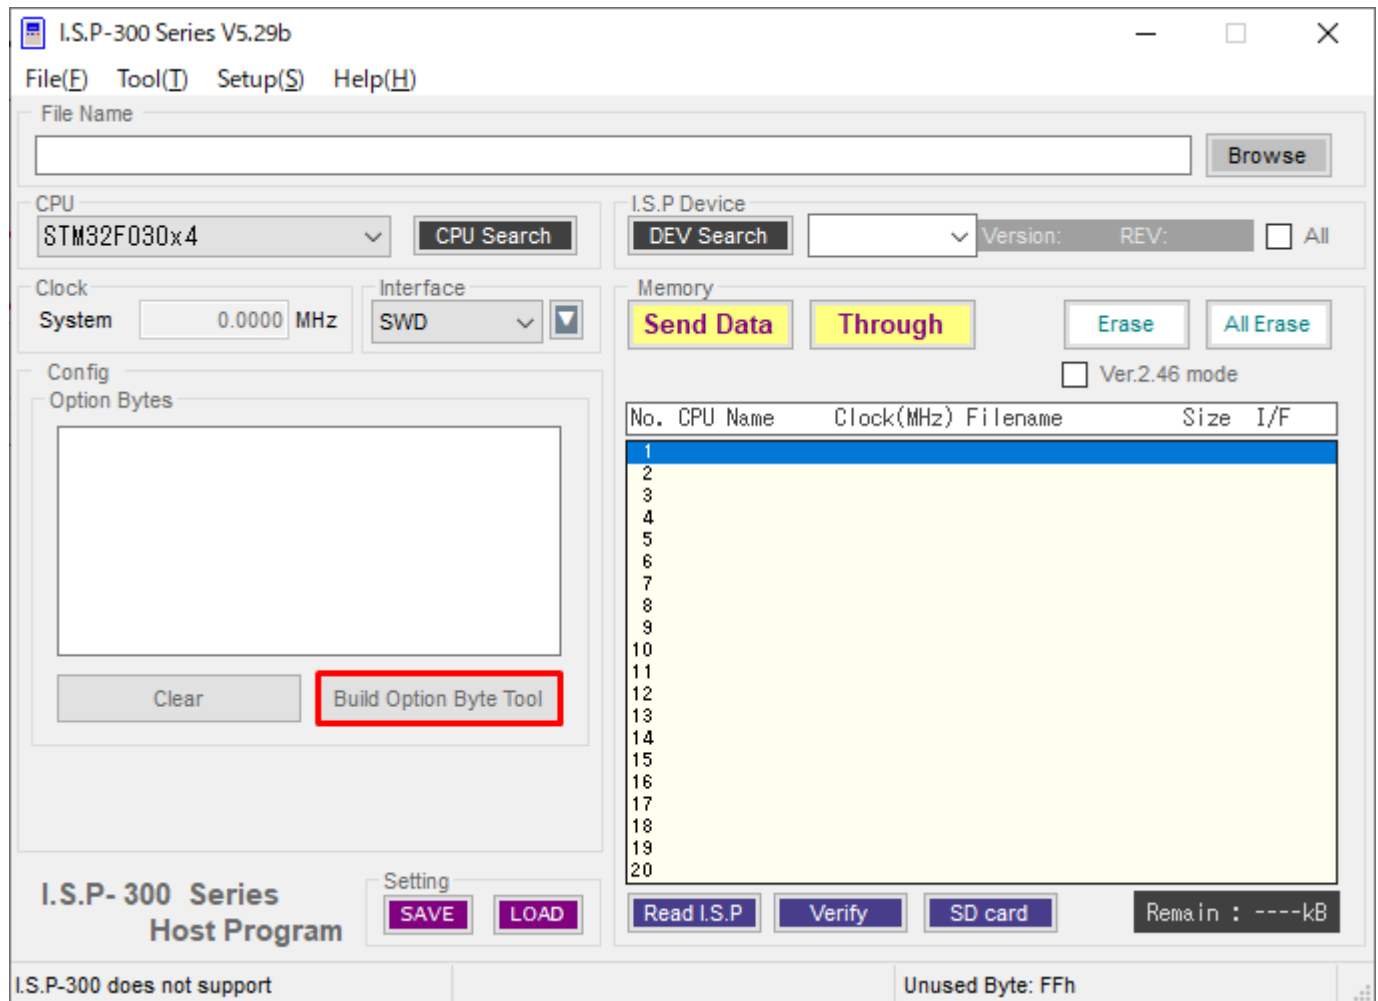 I.S.P-300 Series V5.29b
File(F) Tool(T) Setup(S) Help(H)
File Name
Browse
CPU
STM32F030x4
CPU Search
I.S.P Device
DEV Search
Version: REV:
All
Clock
System 0.0000 MHz
Interface
SWD
Memory
Send Data
Through
Erase
All Erase
Ver.2.46 mode
Config
Option Bytes
Clear
Build Option Byte Tool
No. CPU Name Clock(MHz) Filename Size I/F
1
2
3
4
5
6
7
8
9
10
11
12
13
14
15
16
17
18
19
20
I.S.P- 300 Series
Host Program
Setting
SAVE
LOAD
Read I.S.P
Verify
SD card
Remain : ----kB
I.S.P-300 does not support
Unused Byte: FFh